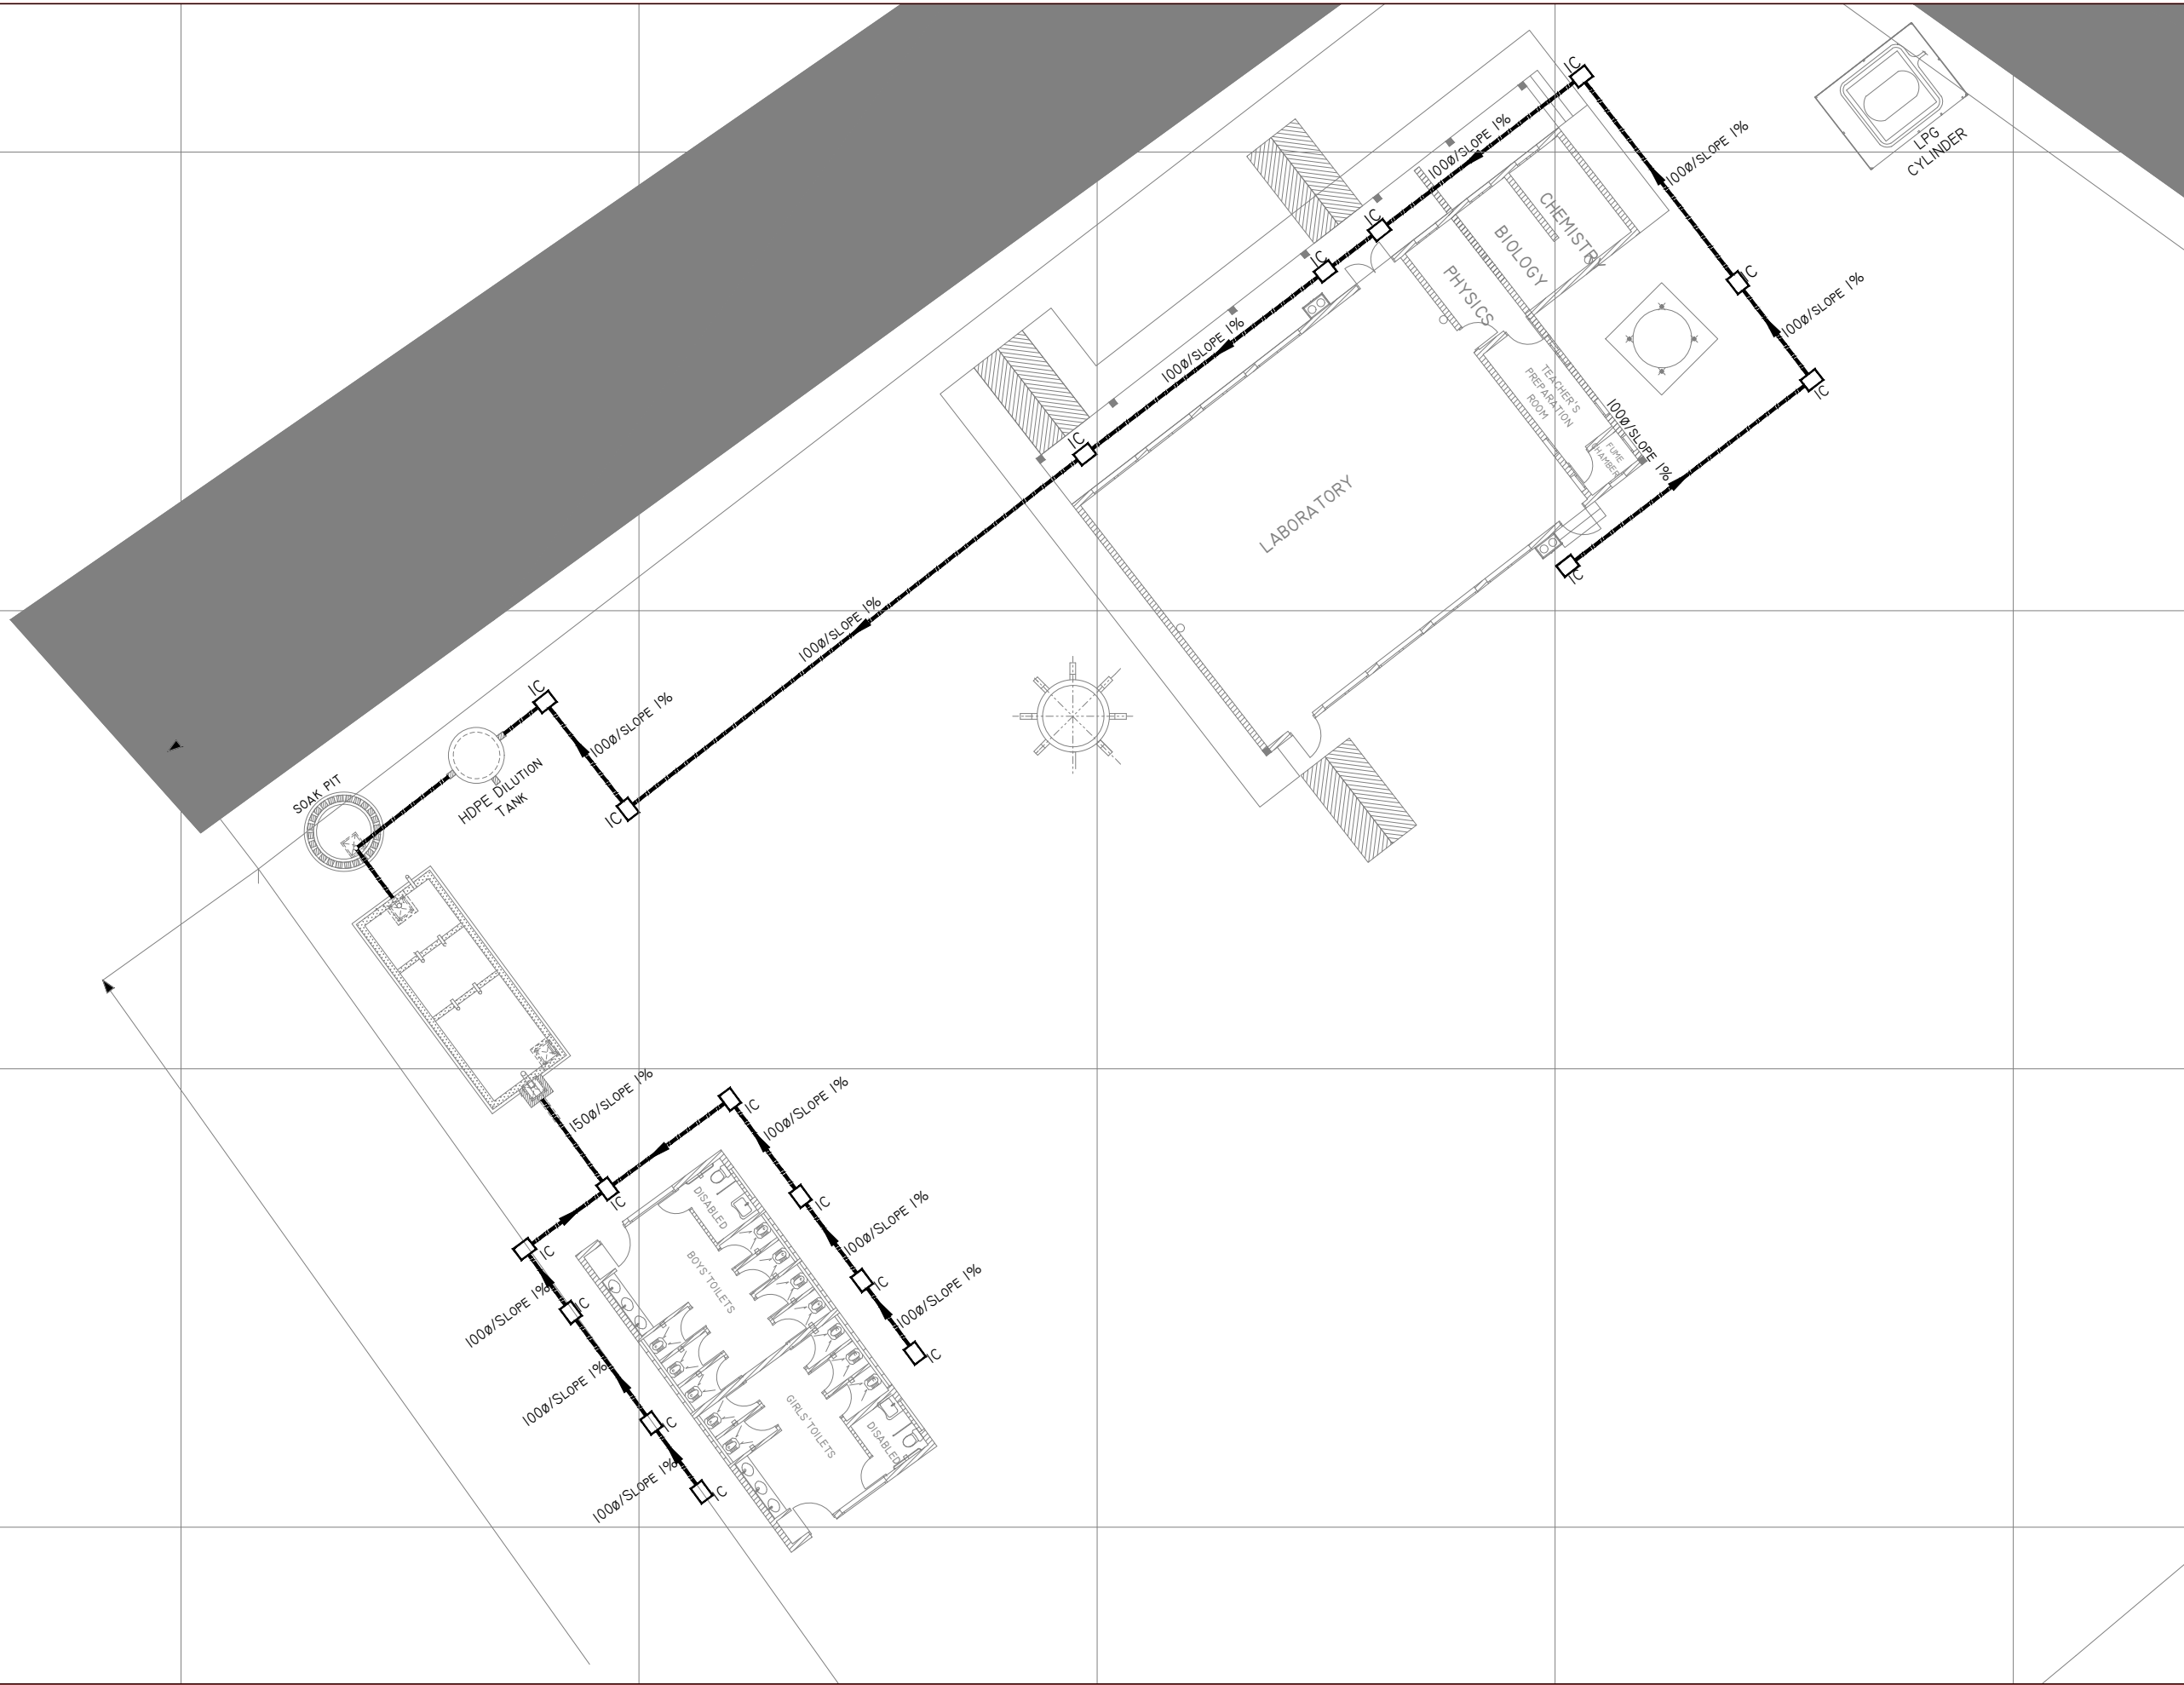 IC
100ø/SLOPE 1%
100ø/SLOPE 1%
LPG
CYLINDER
IC
CHEMISTRY
BIOLOGY
PHYSICS
IC
IC
100ø/SLOPE 1%
100ø/SLOPE 1%
IC
TEACHER'S
PREPARATION
ROOM
100ø/SLOPE 1%
FUME
CHAMBER
IC
LABORATORY
IC
100ø/SLOPE 1%
IC
100ø/SLOPE 1%
SOAK PIT
HDPE DILUTION
TANK
IC
150ø/SLOPE 1%
IC
100ø/SLOPE 1%
IC
DISABLED
IC
100ø/SLOPE 1%
IC
BOYS'TOILETS
IC
100ø/SLOPE 1%
100ø/SLOPE 1%
IC
IC
100ø/SLOPE 1%
GIRLS'TOILETS
DISABLED
IC
100ø/SLOPE 1%
IC